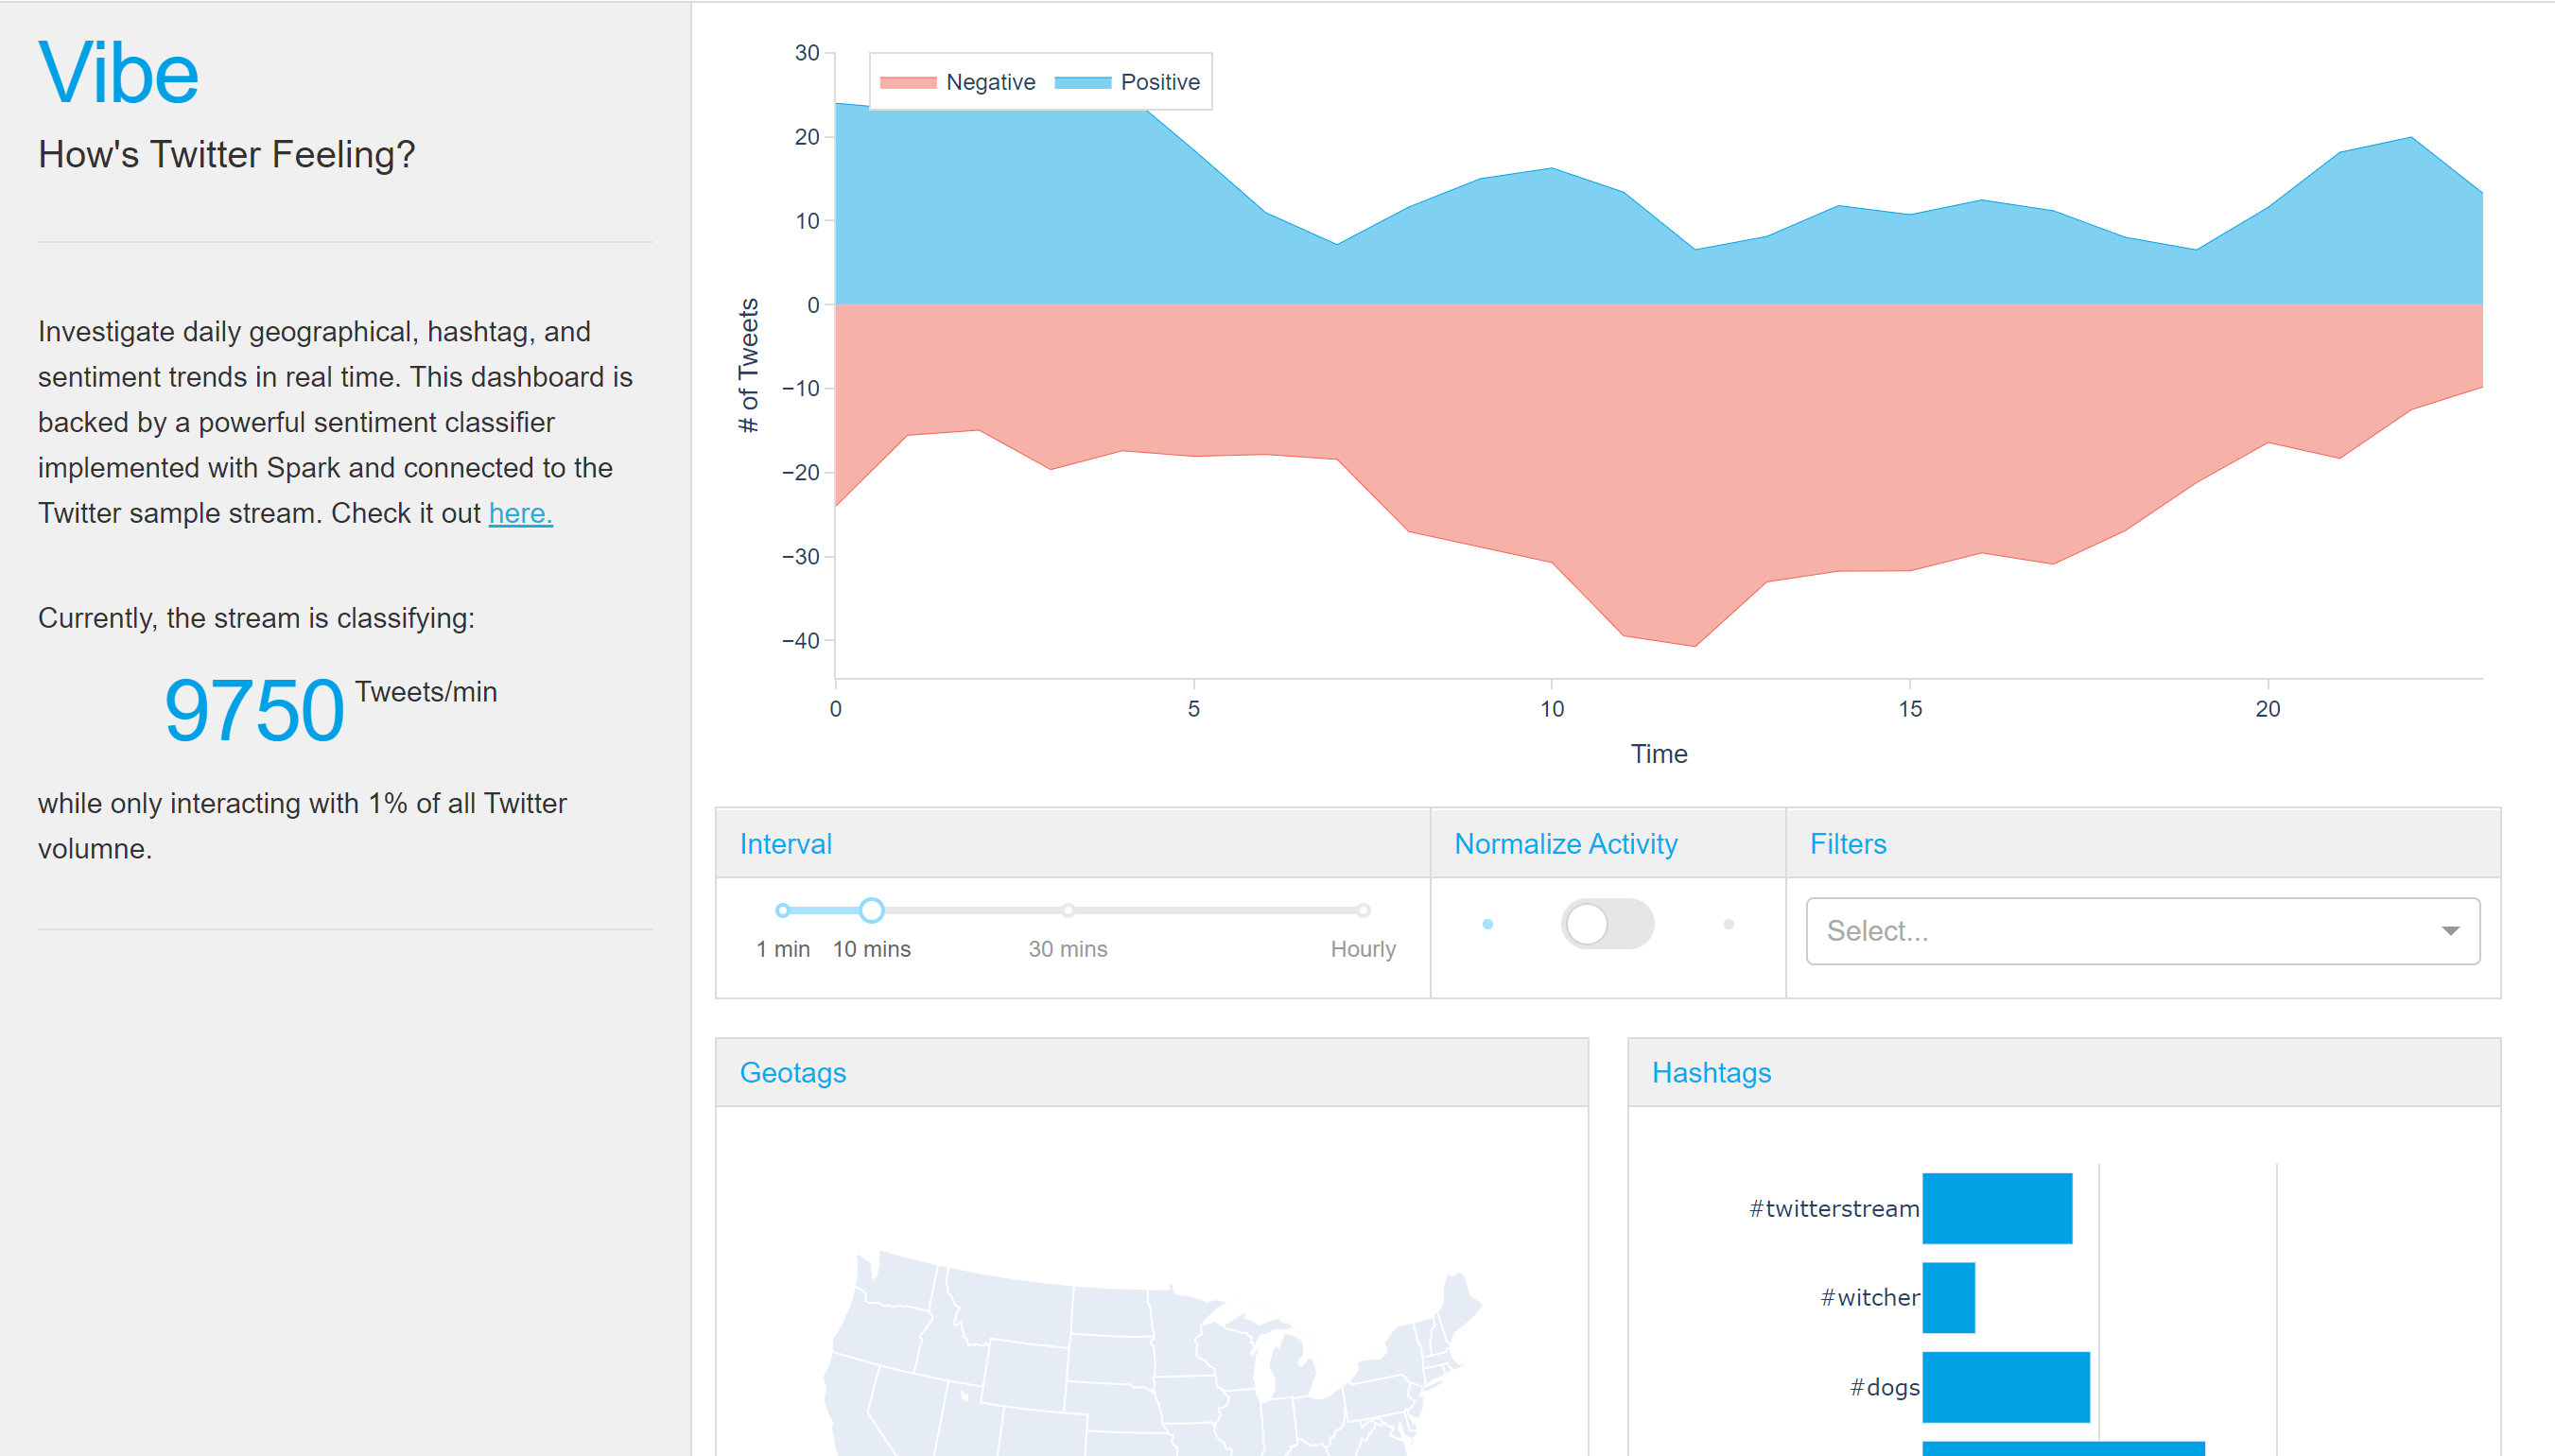 Vibe
How's Twitter Feeling?
Investigate daily geographical, hashtag, and
sentiment trends in real time. This dashboard is
backed by a powerful sentiment classifier
implemented with Spark and connected to the
Twitter sample stream. Check it out here.
Currently, the stream is classifying:
9750 Tweets/min
while only interacting with 1% of all Twitter
volumne.
Negative Positive
30
20
10
0
−10
−20
−30
−40
# of Tweets
0 5 10 15 20
Time
Interval
1 min 10 mins 30 mins Hourly
Normalize Activity
Filters
Select...
Geotags
Hashtags
#twitterstream
#witcher
#dogs